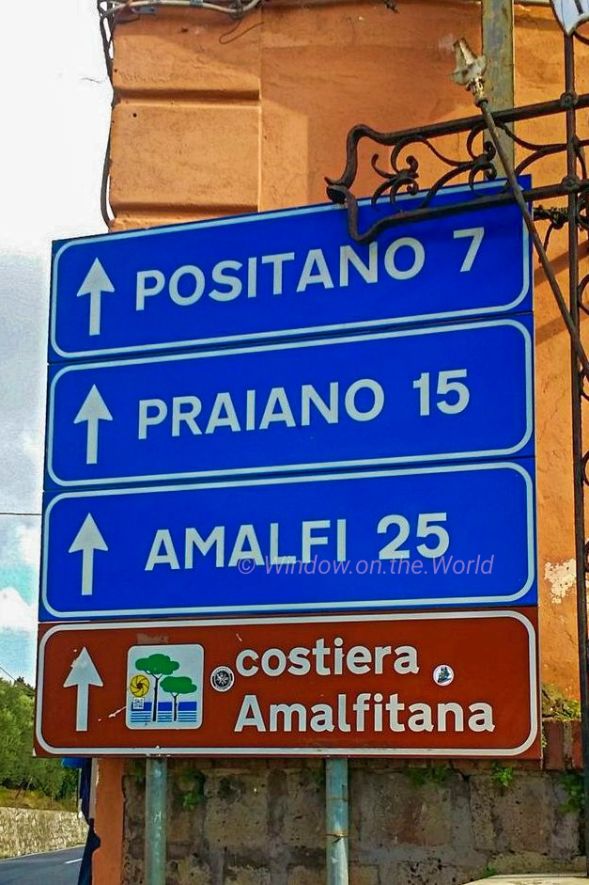 POSITANO 7
PRAIANO 15
AMALFI 25
© Window.on.the.World
costiera
Amalfitana